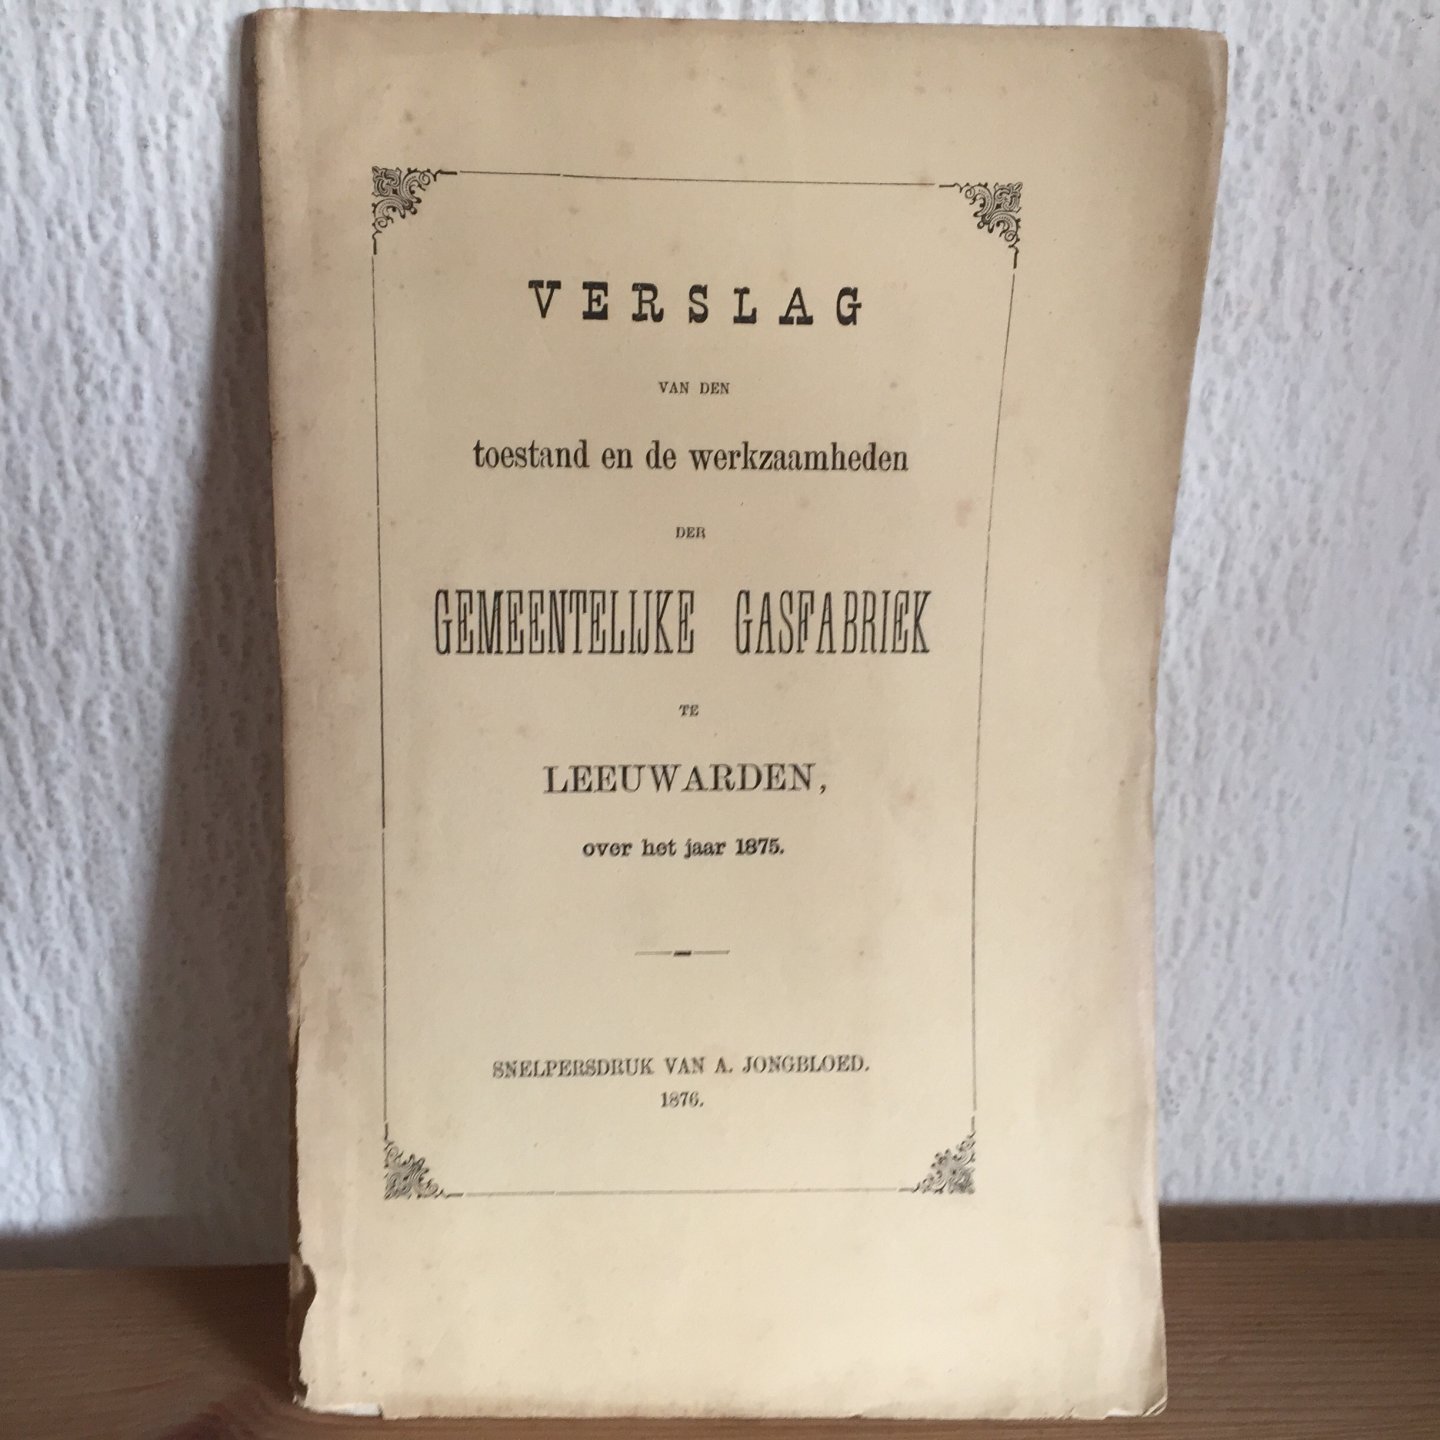 VERSLAG
VAN DEN
toestand en de werkzaamheden
DER
GEMEENTELIJKE GASFABRIEK
TE
LEEUWARDEN,
over het jaar 1875.
SNELPERSDRUK VAN A. JONGBLOED.
1876.